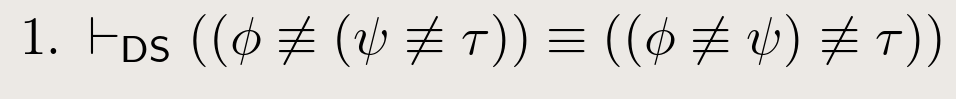 1. ⊢DS ((ϕ ≢ (ψ ≢ τ)) ≡ ((ϕ ≢ ψ) ≢ τ))